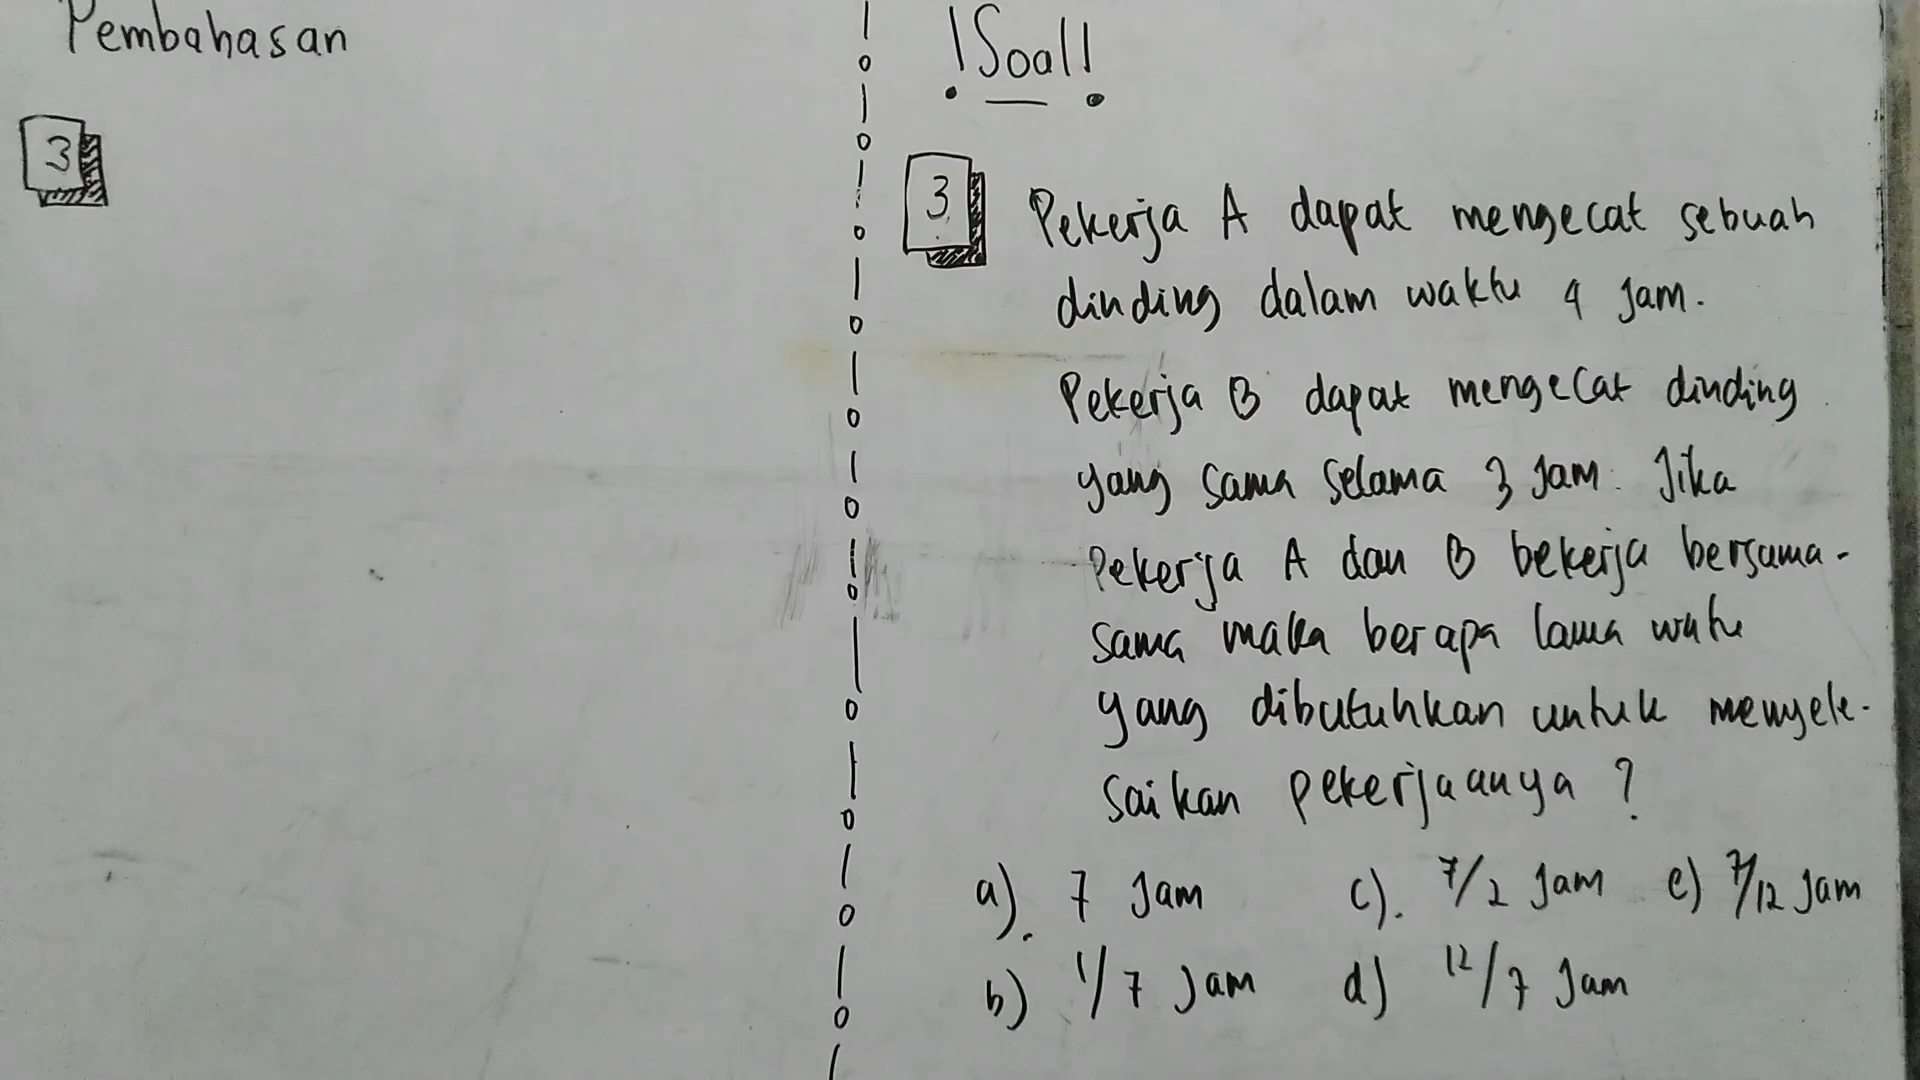 Pembahasan
3
! Soal !
3
Pekerja A dapat mengecat sebuah
dinding dalam waktu 4 Jam.
Pekerja B dapat mengecat dinding
yang sama selama 3 Jam. Jika
Pekerja A dan B bekerja bersama-
sama maka berapa lama watu
yang dibutuhkan untuk menyele-
saikan pekerjaanya ?
a). 7 Jam c). 7/2 Jam e) 7/12 Jam
b) 1/7 Jam d) 12/7 Jam